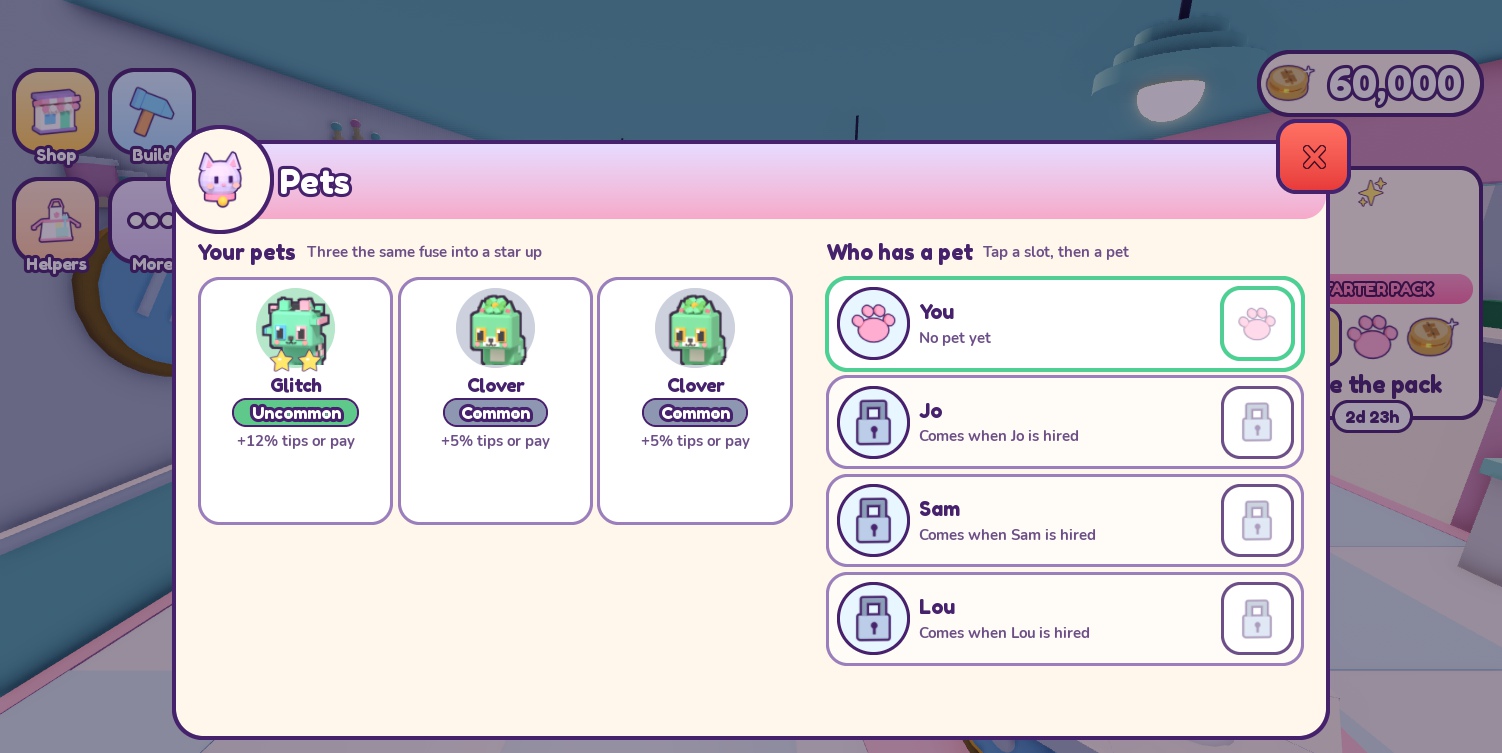 60,000
Shop
Build
Helpers
More
Pets
Your pets
Three the same fuse into a star up
Glitch
Uncommon
+12% tips or pay
Clover
Common
+5% tips or pay
Clover
Common
+5% tips or pay
Who has a pet
Tap a slot, then a pet
You
No pet yet
Jo
Comes when Jo is hired
Sam
Comes when Sam is hired
Lou
Comes when Lou is hired
TARTER PACK
e the pack
2d 23h